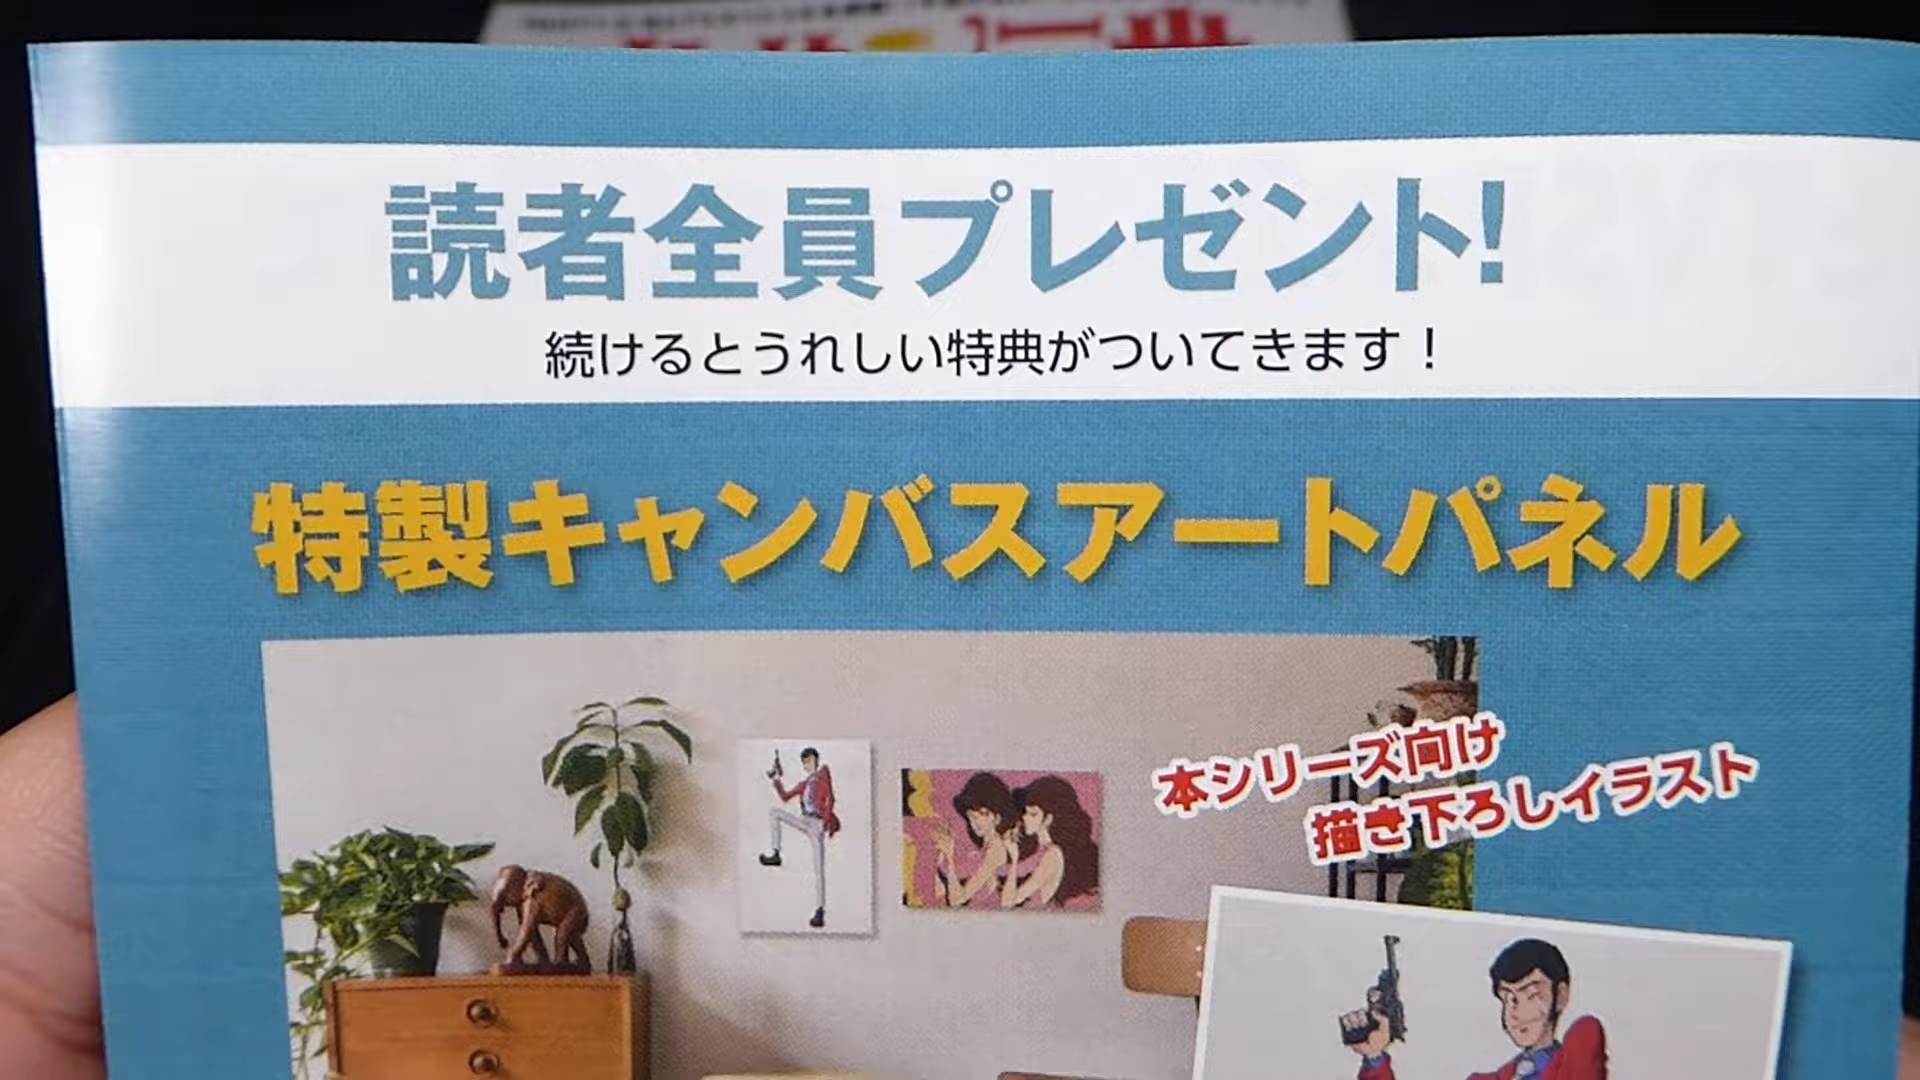 読者全員プレゼント!
続けるとうれしい特典がついてきます！
特製キャンバスアートパネル
本シリーズ向け
描き下ろしイラスト